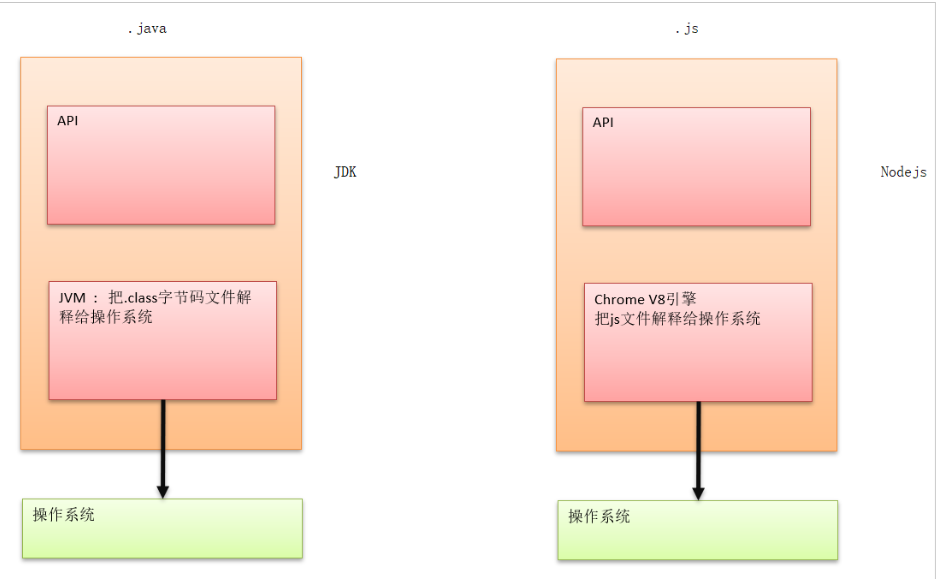 .java
.js
API
API
JDK
Nodejs
JVM ： 把.class字节码文件解
释给操作系统
Chrome V8引擎
把js文件解释给操作系统
操作系统
操作系统